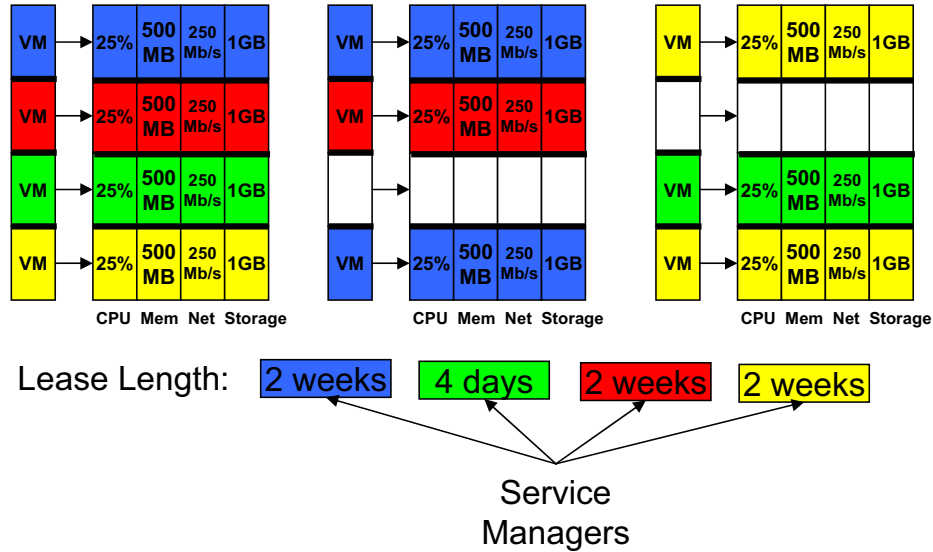 VM 25% 500 MB 250 Mb/s 1GB
VM 25% 500 MB 250 Mb/s 1GB
VM 25% 500 MB 250 Mb/s 1GB
VM 25% 500 MB 250 Mb/s 1GB
CPU Mem Net Storage
VM 25% 500 MB 250 Mb/s 1GB
VM 25% 500 MB 250 Mb/s 1GB
VM 25% 500 MB 250 Mb/s 1GB
CPU Mem Net Storage
VM 25% 500 MB 250 Mb/s 1GB
VM 25% 500 MB 250 Mb/s 1GB
VM 25% 500 MB 250 Mb/s 1GB
CPU Mem Net Storage
Lease Length: 2 weeks 4 days 2 weeks 2 weeks
Service
Managers